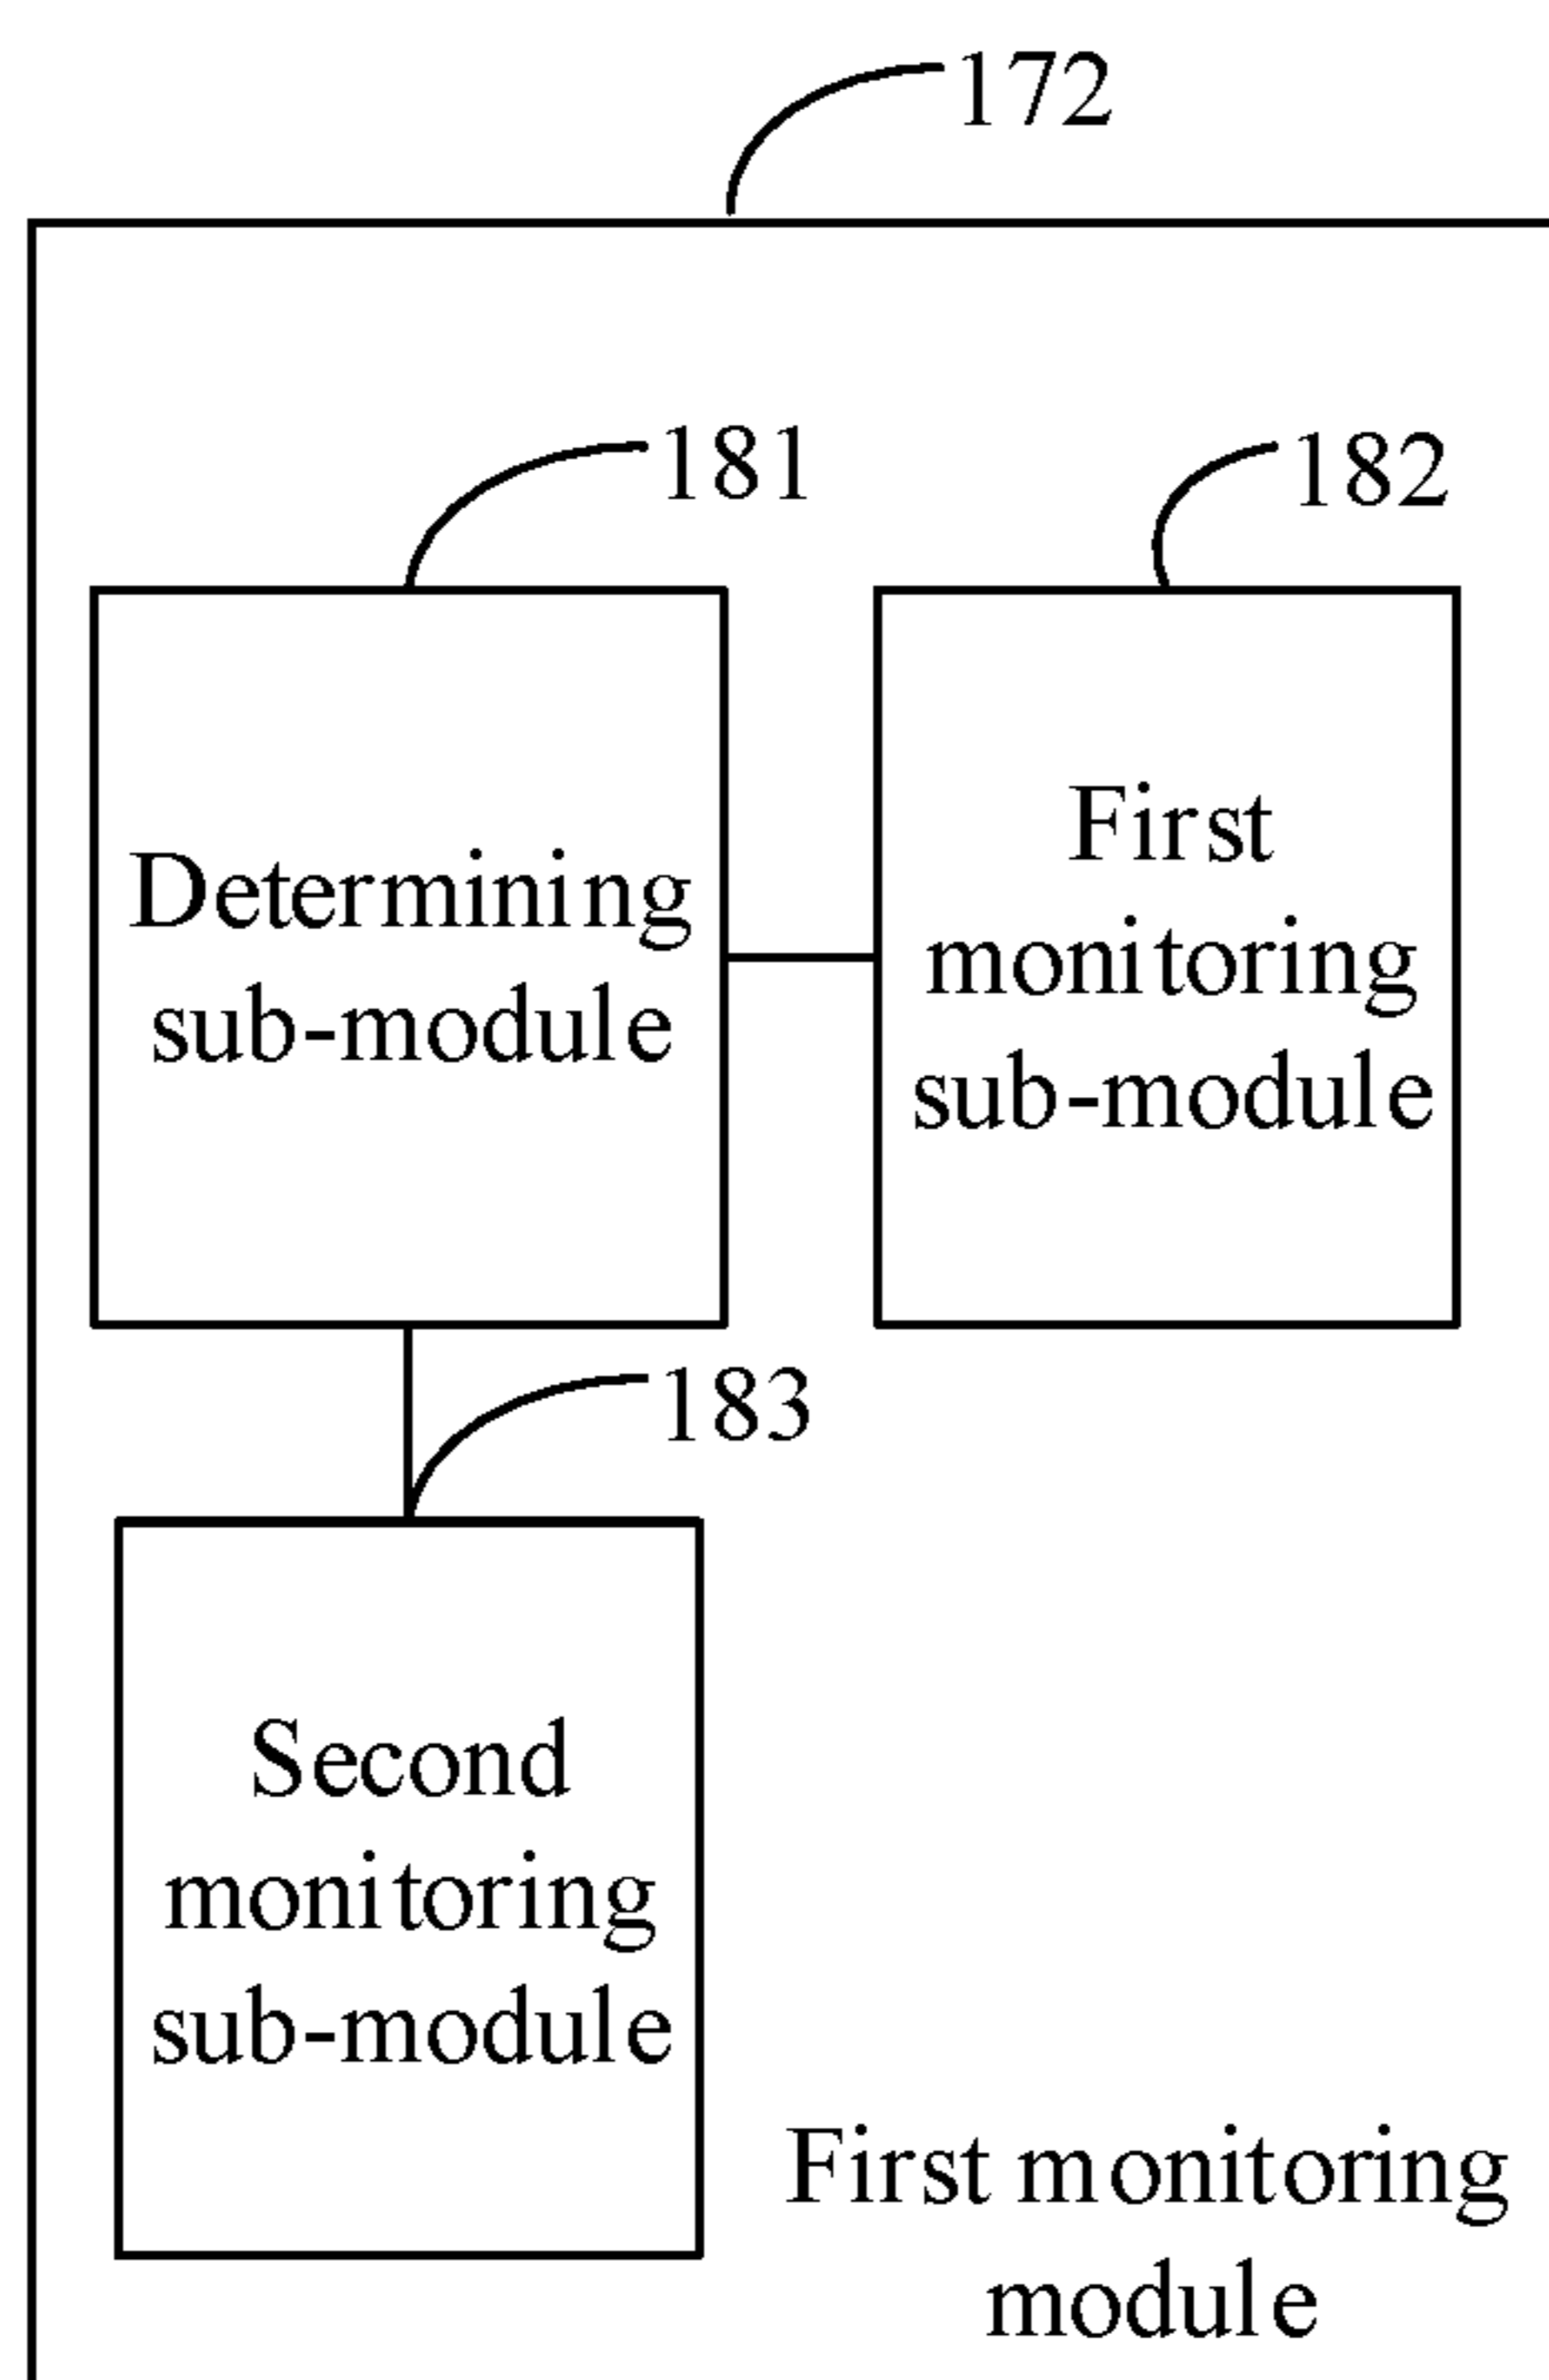 172
181
182
Determining
sub-module
First
monitoring
sub-module
183
Second
monitoring
sub-module
First monitoring
module